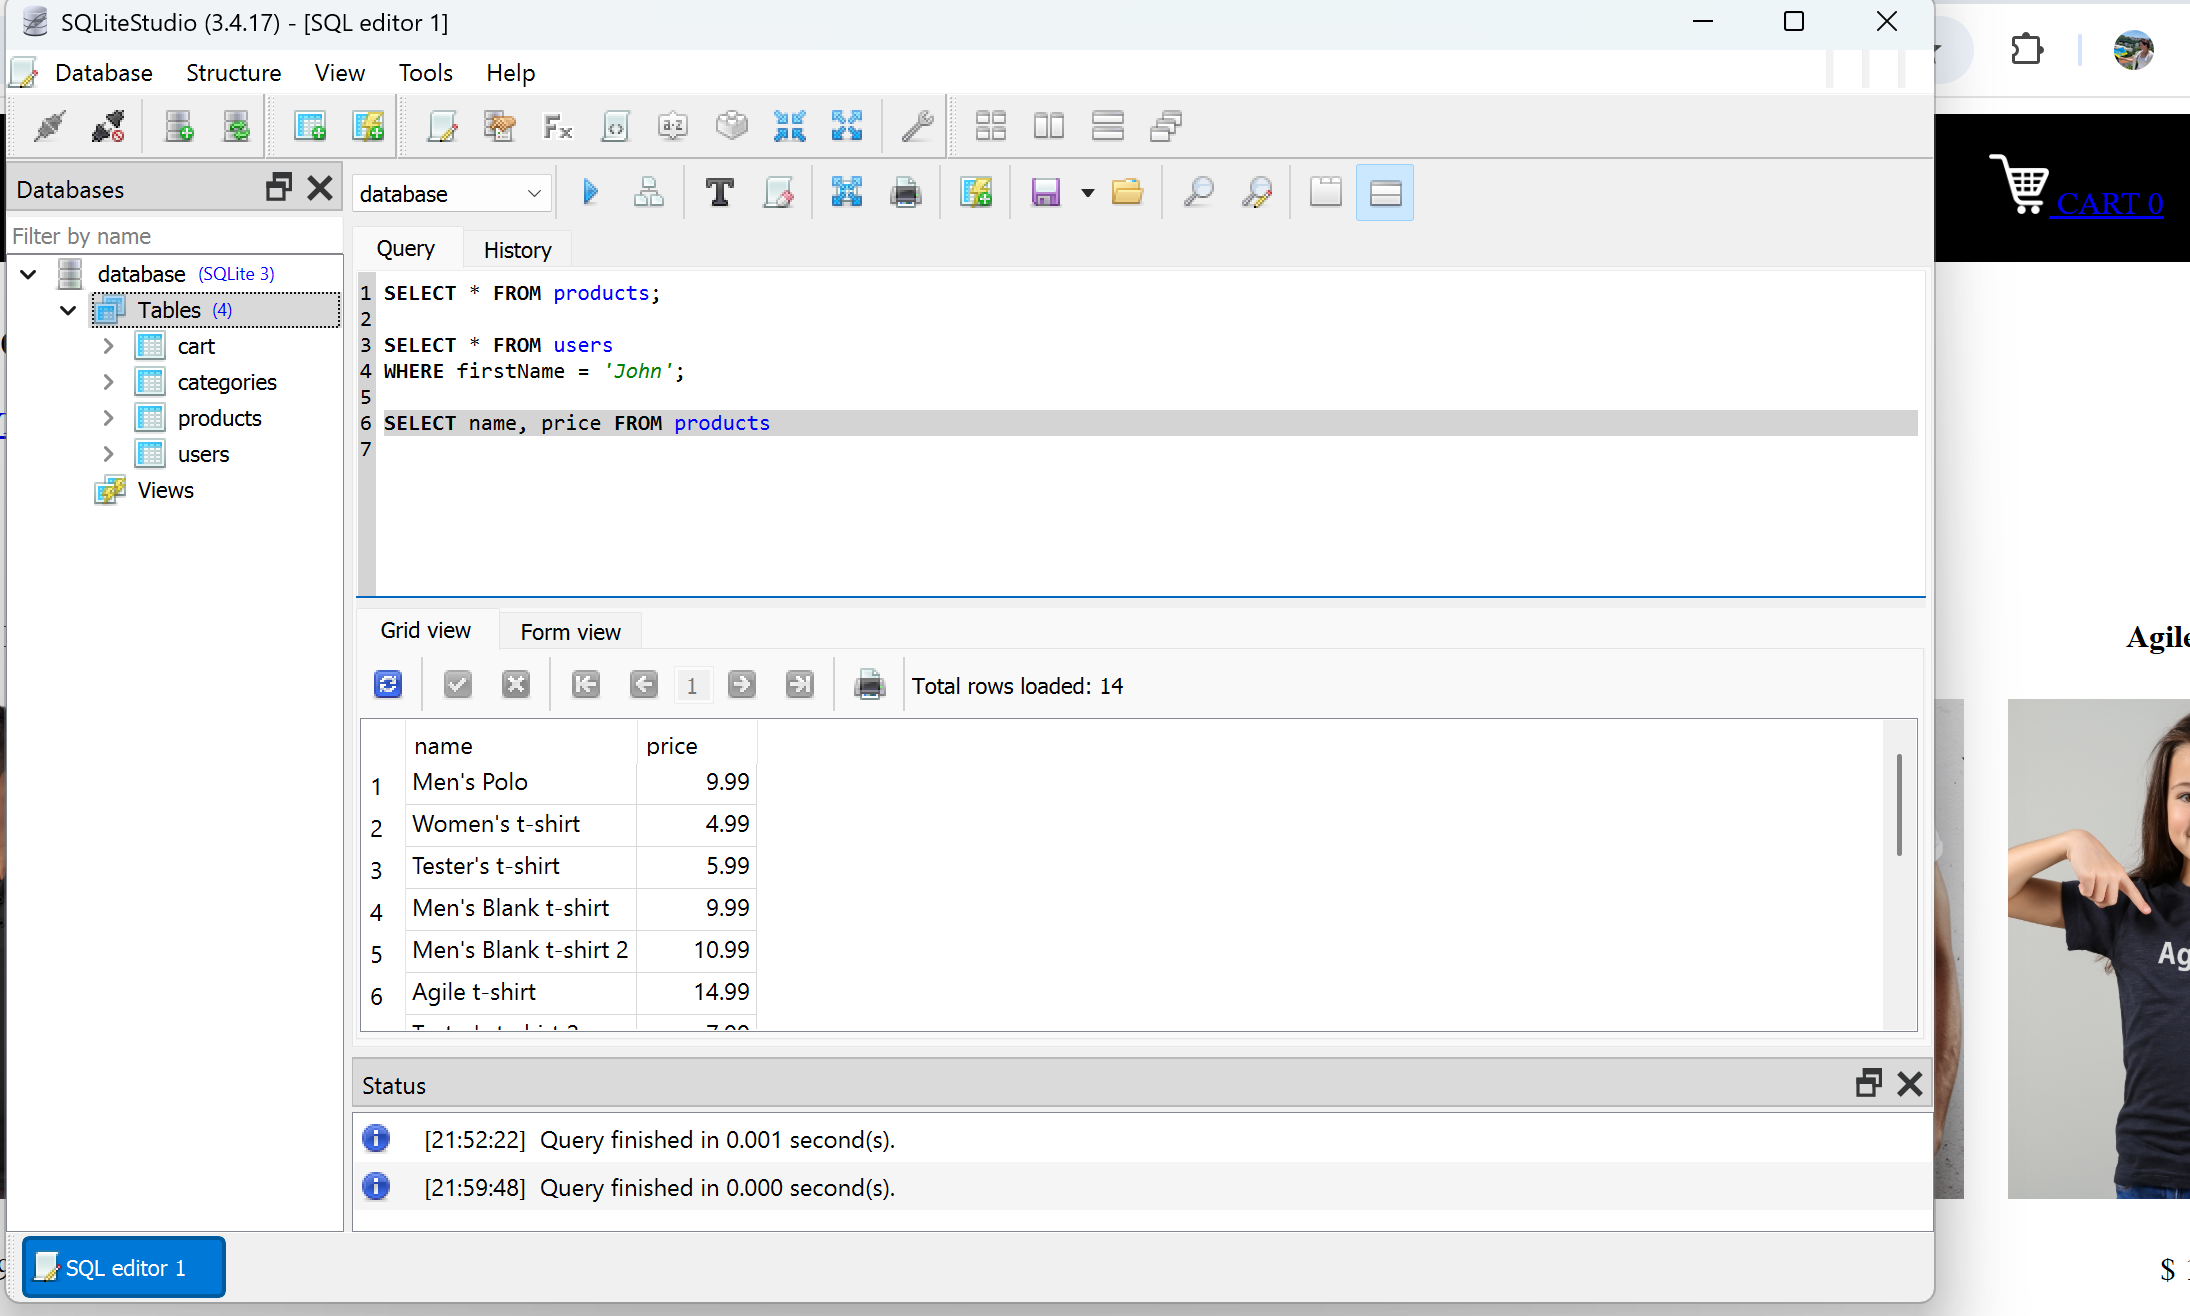 SQLiteStudio (3.4.17) - [SQL editor 1]
Database Structure View Tools Help
Databases
Filter by name
database (SQLite 3)
Tables (4)
cart
categories
products
users
Views
database
Query History
1 SELECT * FROM products;
2
3 SELECT * FROM users
4 WHERE firstName = 'John';
5
6 SELECT name, price FROM products
7
Grid view Form view
1
Total rows loaded: 14
name price
1 Men's Polo 9.99
2 Women's t-shirt 4.99
3 Tester's t-shirt 5.99
4 Men's Blank t-shirt 9.99
5 Men's Blank t-shirt 2 10.99
6 Agile t-shirt 14.99
Status
[21:52:22] Query finished in 0.001 second(s).
[21:59:48] Query finished in 0.000 second(s).
SQL editor 1
CART 0
Agile
Ag
$